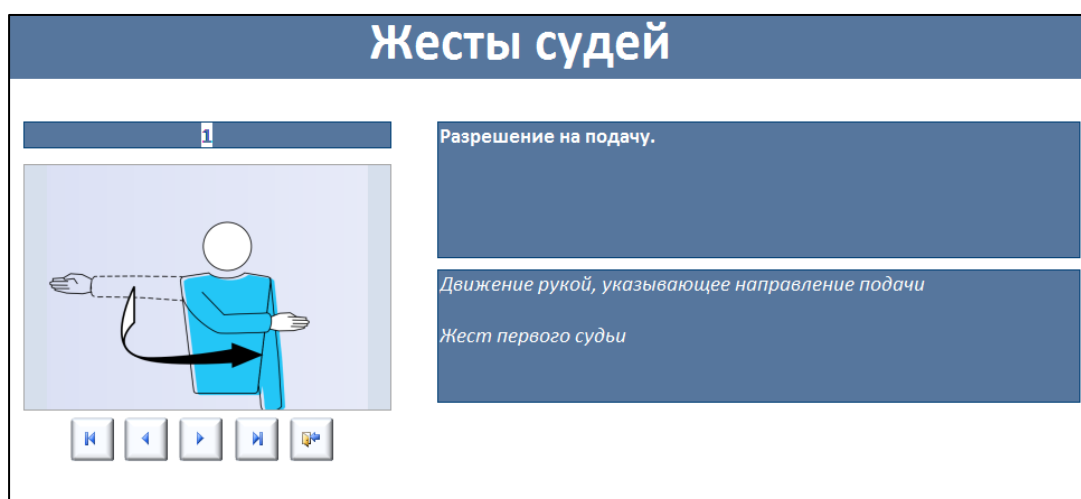 Жесты судей
1
Разрешение на подачу.
Движение рукой, указывающее направление подачи
Жест первого судьи